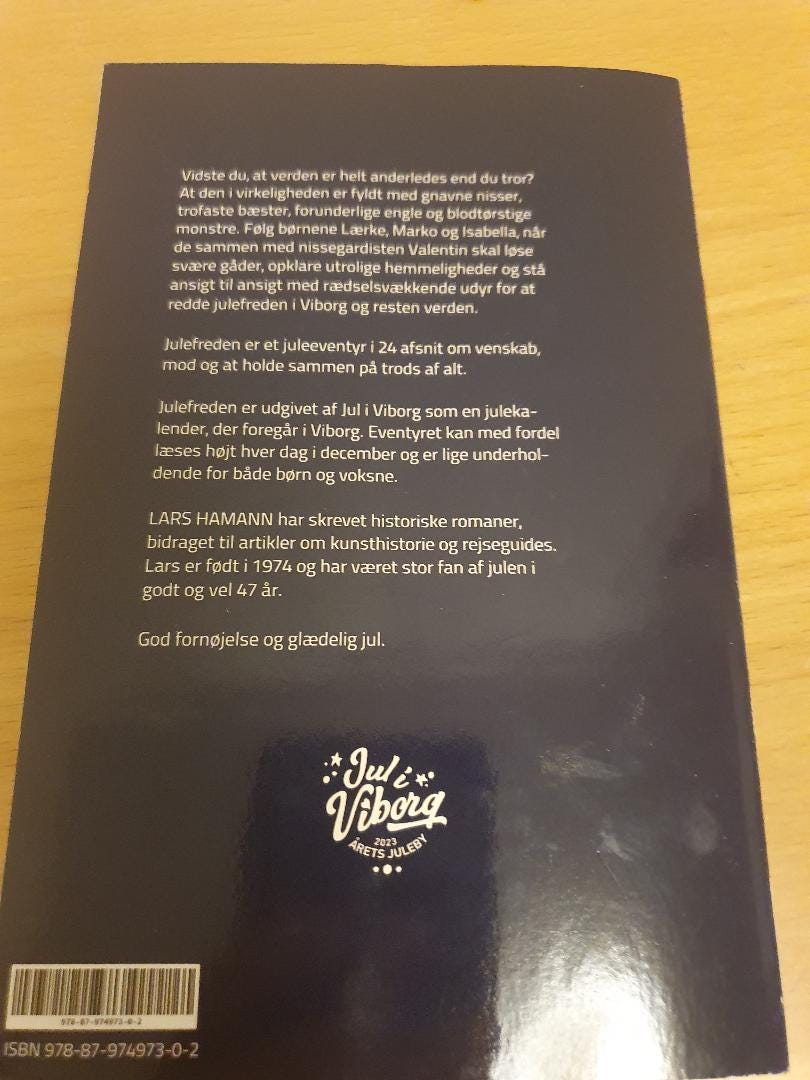 Vidste du, at verden er helt anderledes end du tror?
At den i virkeligheden er fyldt med gnavne nisser,
trofaste bæster, forunderlige engle og blodtørstige
monstre. Følg børnene Lærke, Marko og Isabella, når
de sammen med nissegardisten Valentin skal løse
svære gåder, opklare utrolige hemmeligheder og stå
ansigt til ansigt med rædselsvækkende udyr for at
redde julefreden i Viborg og resten verden.
Julefreden er et juleeventyr i 24 afsnit om venskab,
mod og at holde sammen på trods af alt.
Julefreden er udgivet af Jul i Viborg som en juleka-
lender, der foregår i Viborg. Eventyret kan med fordel
læses højt hver dag i december og er lige underhol-
dende for både børn og voksne.
LARS HAMANN har skrevet historiske romaner,
bidraget til artikler om kunsthistorie og rejseguides.
Lars er født i 1974 og har været stor fan af julen i
godt og vel 47 år.
God fornøjelse og glædelig jul.
Jul i
Viborg
2023
ÅRETS JULEBY
978-87-974973-0-2
ISBN 978-87-974973-0-2